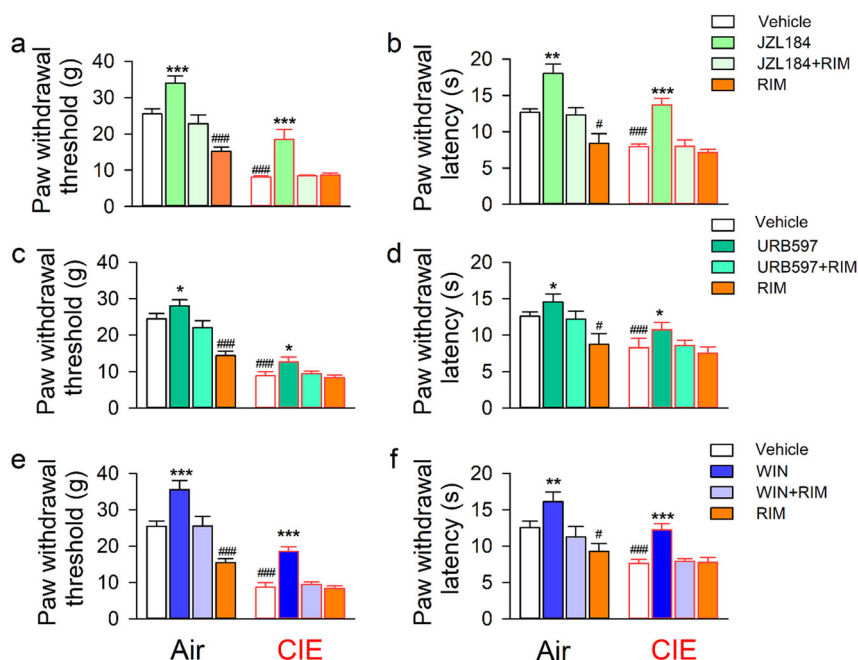 a
Paw withdrawal
threshold (g)
40
30
20
10
0
***
###
###
***
b
Paw withdrawal
latency (s)
20
15
10
5
0
**
#
###
***
Vehicle
JZL184
JZL184+RIM
RIM
c
Paw withdrawal
threshold (g)
40
30
20
10
0
*
###
###
*
d
Paw withdrawal
latency (s)
20
15
10
5
0
*
#
###
*
Vehicle
URB597
URB597+RIM
RIM
e
Paw withdrawal
threshold (g)
40
30
20
10
0
***
###
###
***
Air
CIE
f
Paw withdrawal
latency (s)
20
15
10
5
0
**
#
###
***
Air
CIE
Vehicle
WIN
WIN+RIM
RIM